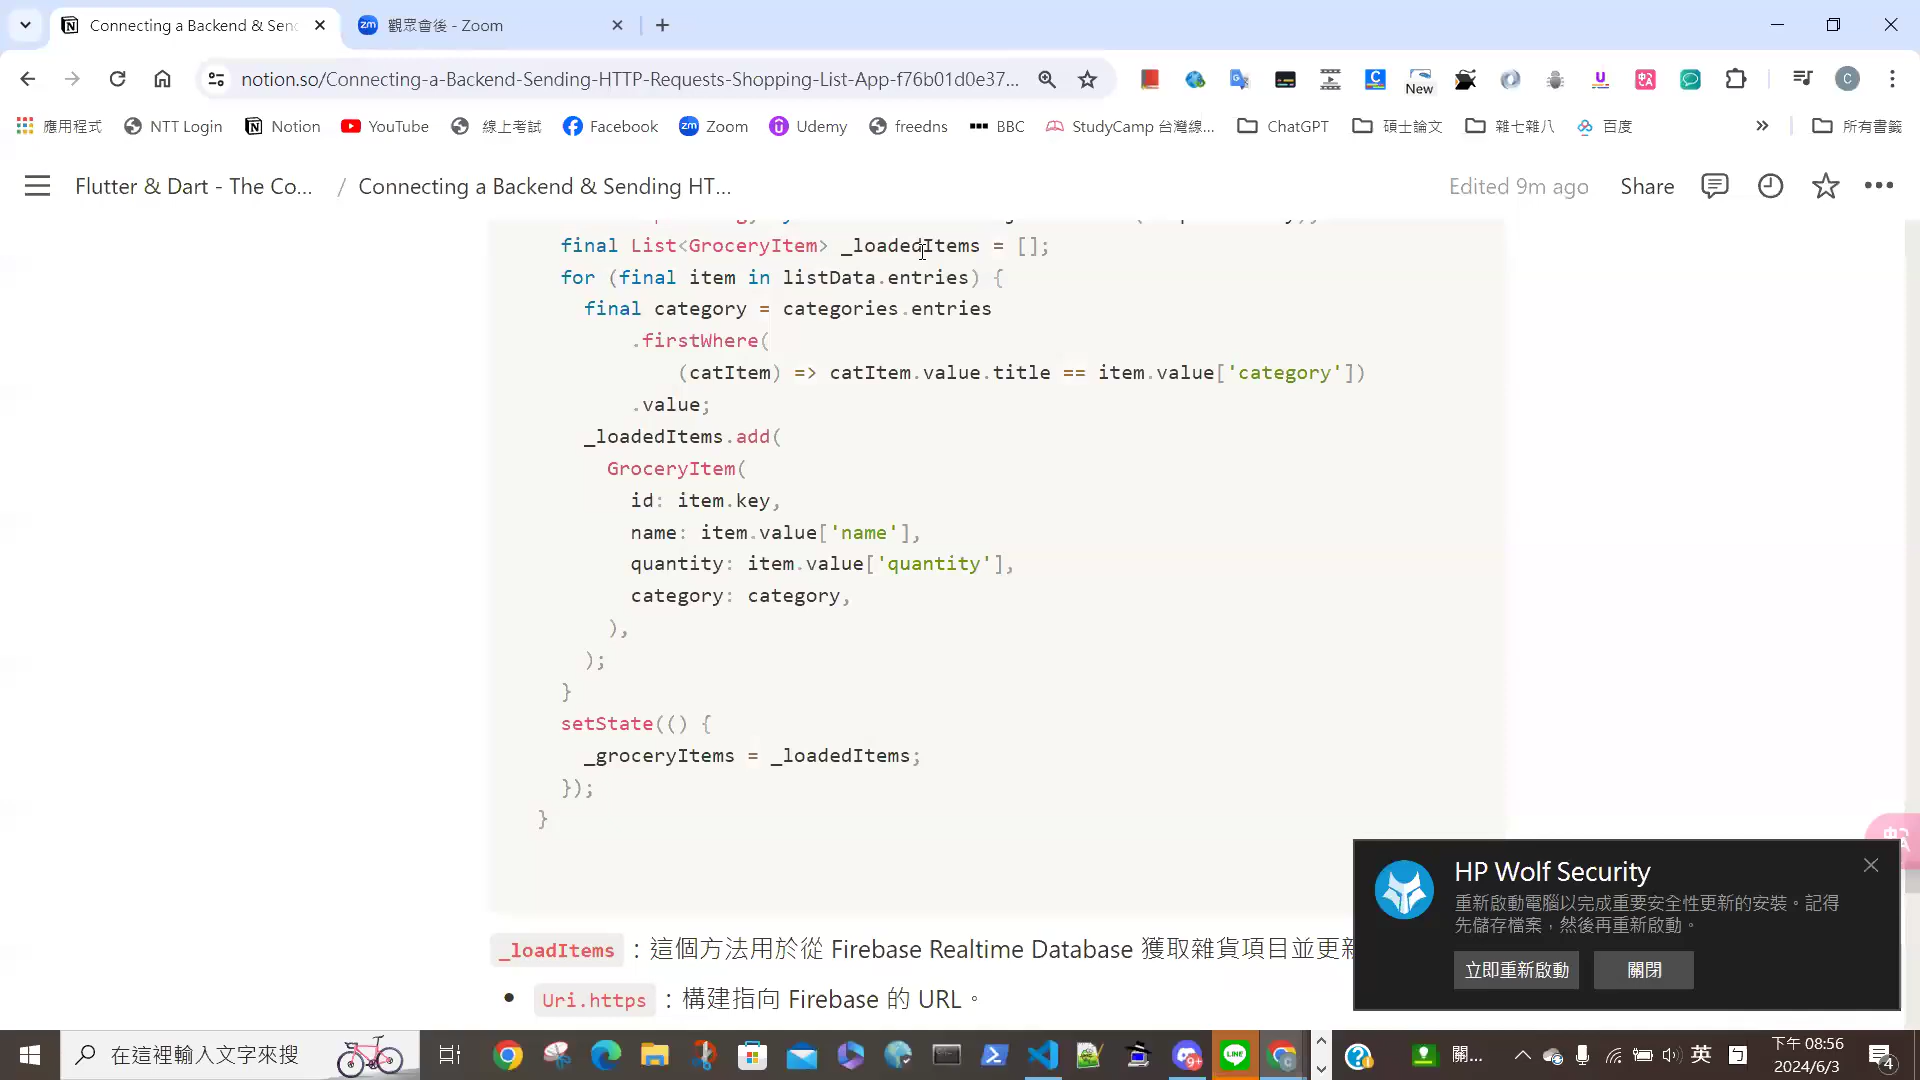 Connecting a Backend & Senc
觀眾會後 - Zoom
notion.so/Connecting-a-Backend-Sending-HTTP-Requests-Shopping-List-App-f76b01d0e37...
New
C
應用程式
NTT Login
Notion
YouTube
線上考試
Facebook
Zoom
Udemy
freedns
BBC
StudyCamp 台灣線...
ChatGPT
碩士論文
雜七雜八
百度
所有書籤
Flutter & Dart - The Co... / Connecting a Backend & Sending HT...
Edited 9m ago
Share
final List<GroceryItem> _loadedItems = [];
for (final item in listData.entries) {
final category = categories.entries
.firstWhere(
(catItem) => catItem.value.title == item.value['category'])
.value;
_loadedItems.add(
GroceryItem(
id: item.key,
name: item.value['name'],
quantity: item.value['quantity'],
category: category,
),
);
}
setState(() {
_groceryItems = _loadedItems;
});
}
HP Wolf Security
重新啟動電腦以完成重要安全性更新的安裝。記得
先儲存檔案，然後再重新啟動。
立即重新啟動
關閉
_loadItems：這個方法用於從 Firebase Realtime Database 獲取雜貨項目並更新
• Uri.https：構建指向 Firebase 的 URL。
在這裡輸入文字來搜
關...
英
下午 08:56
2024/6/3
4